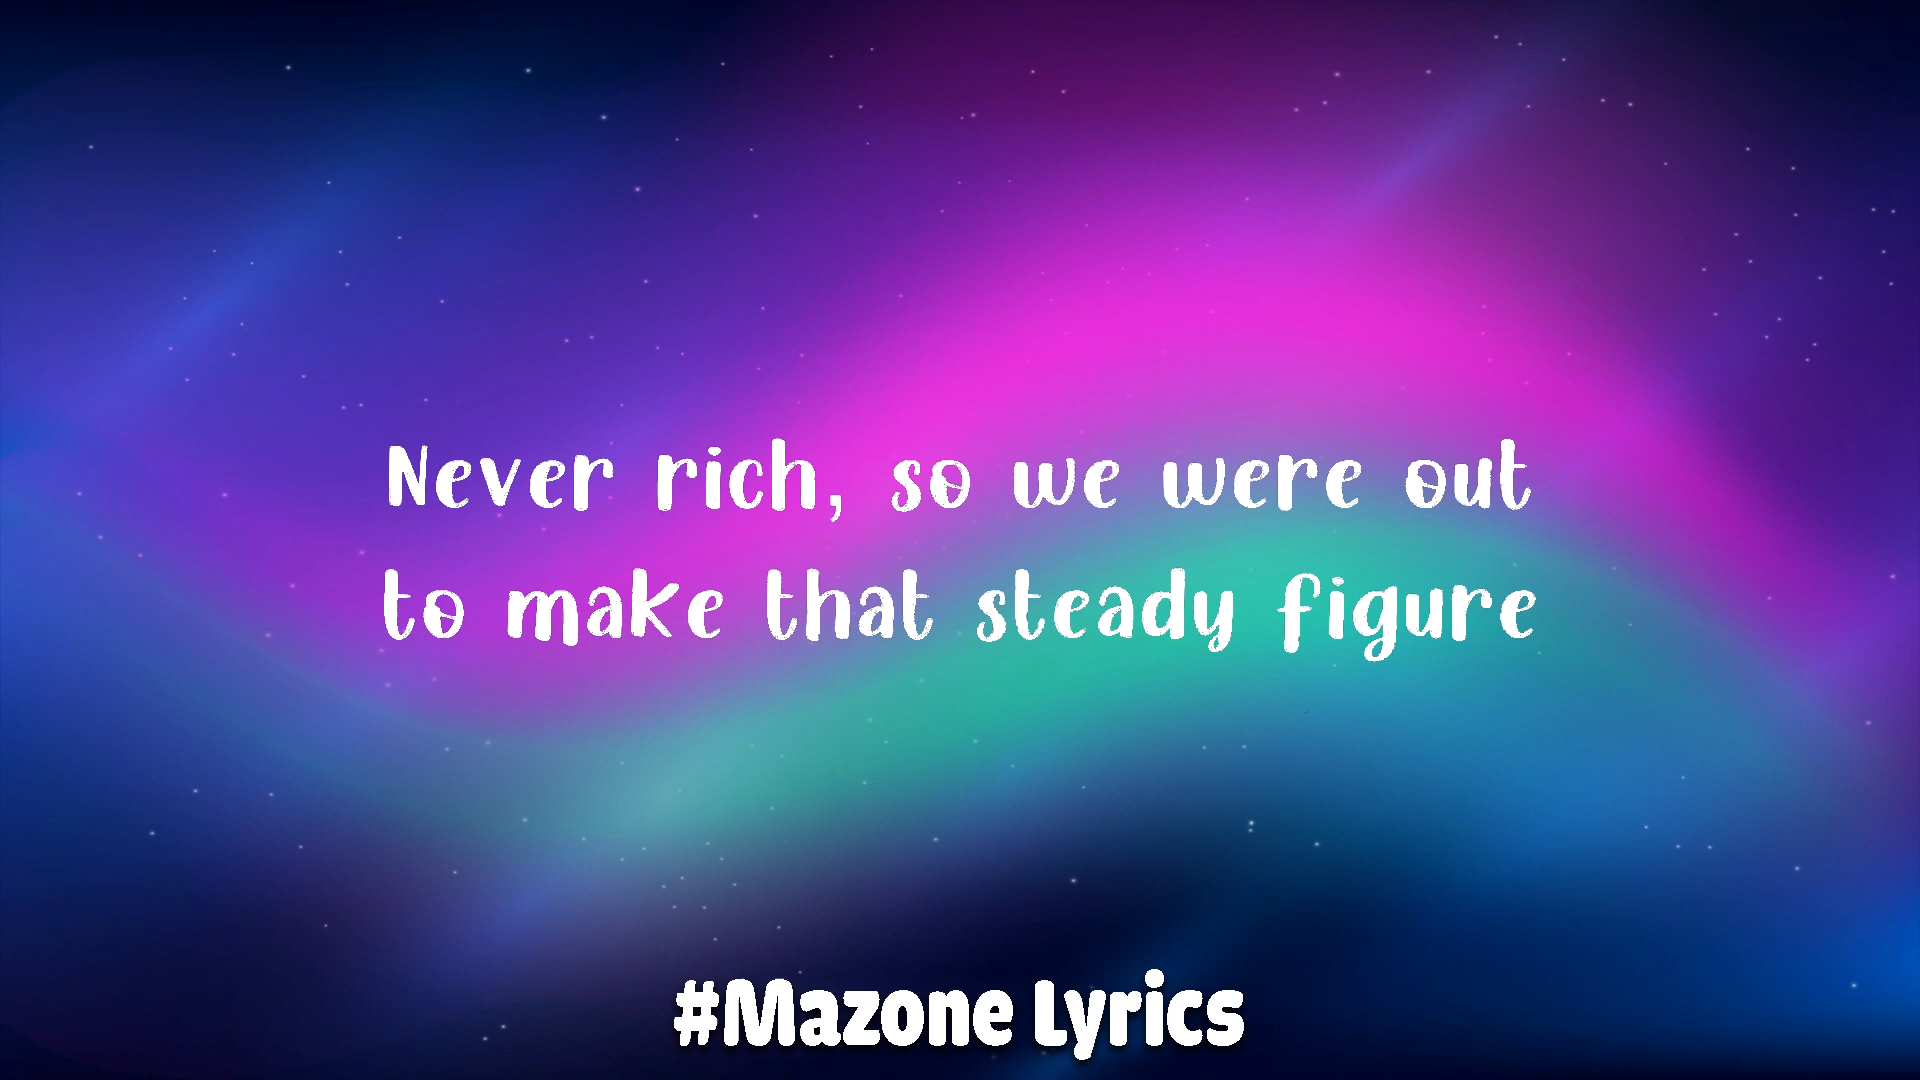 Never rich, so we were out
to make that steady figure
#Mazone Lyrics